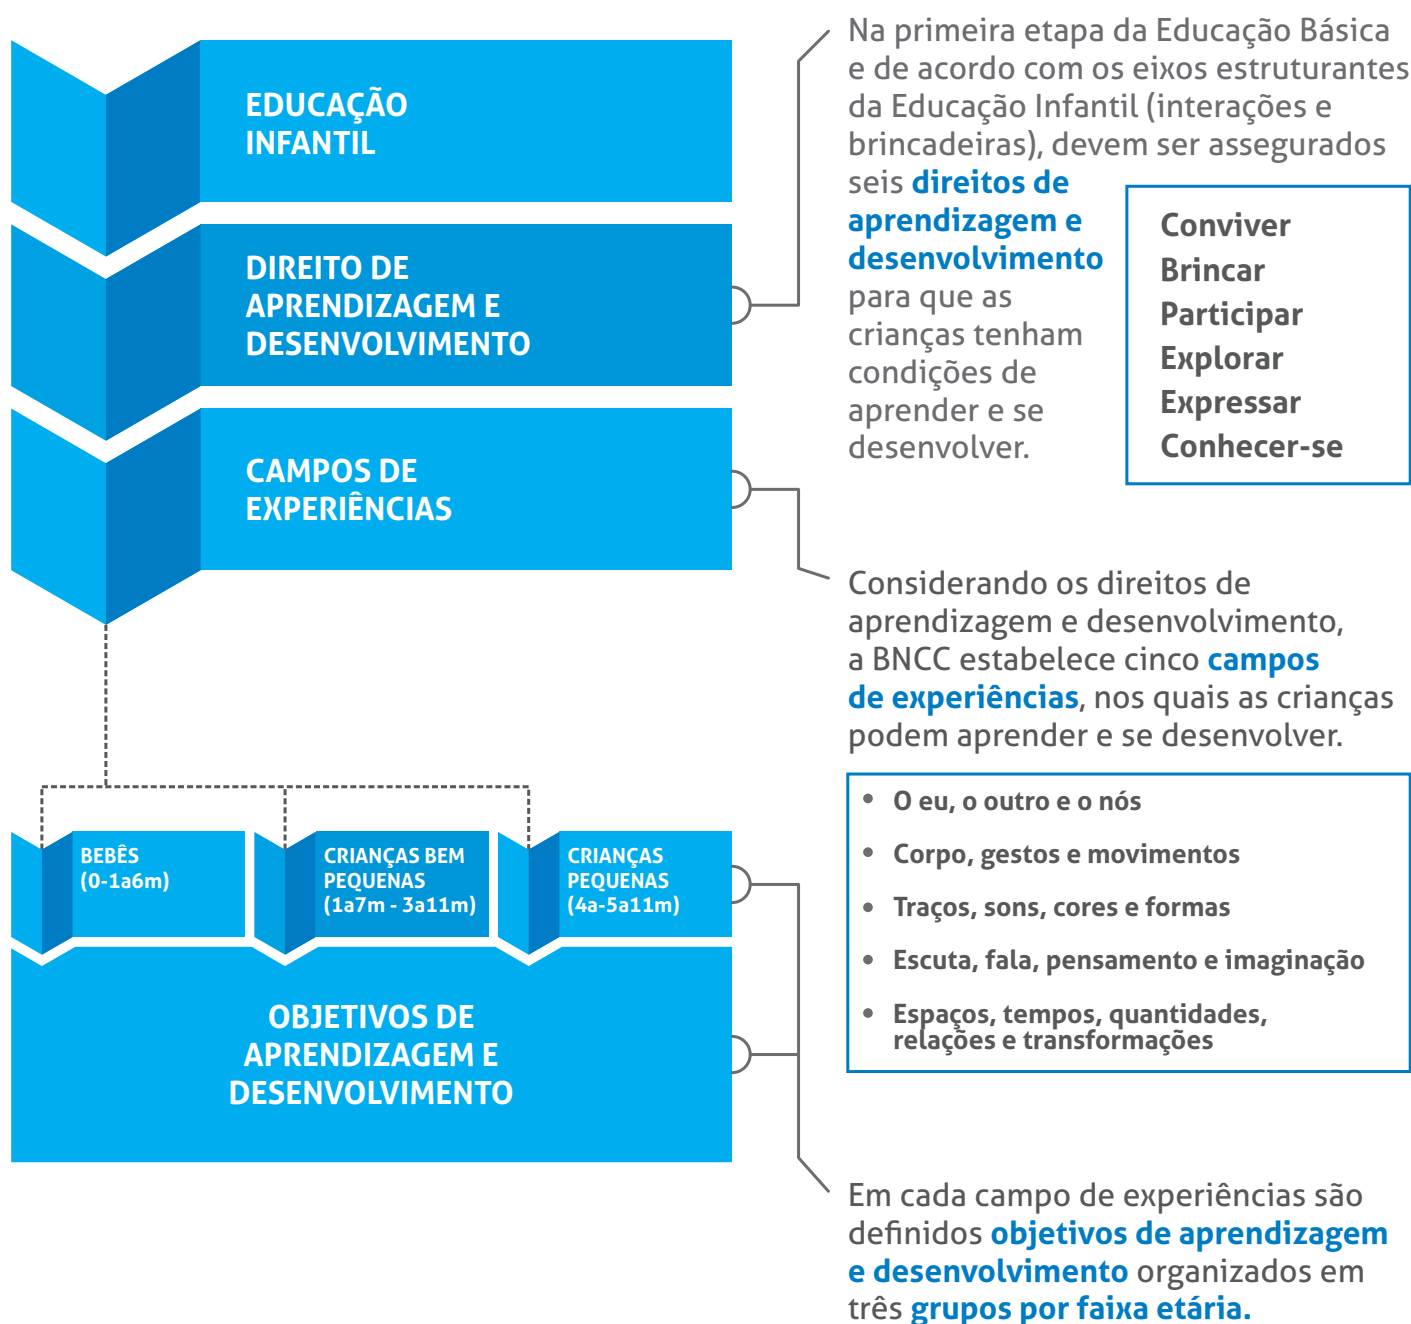 EDUCAÇÃO
INFANTIL
DIREITO DE
APRENDIZAGEM E
DESENVOLVIMENTO
CAMPOS DE
EXPERIÊNCIAS
BEBÊS
(0-1a6m)
CRIANÇAS BEM
PEQUENAS
(1a7m - 3a11m)
CRIANÇAS
PEQUENAS
(4a-5a11m)
OBJETIVOS DE
APRENDIZAGEM E
DESENVOLVIMENTO
Na primeira etapa da Educação Básica
e de acordo com os eixos estruturantes
da Educação Infantil (interações e
brincadeiras), devem ser assegurados
seis direitos de
aprendizagem e
desenvolvimento
para que as
crianças tenham
condições de
aprender e se
desenvolver.
Conviver
Brincar
Participar
Explorar
Expressar
Conhecer-se
Considerando os direitos de
aprendizagem e desenvolvimento,
a BNCC estabelece cinco campos
de experiências, nos quais as crianças
podem aprender e se desenvolver.
• O eu, o outro e o nós
• Corpo, gestos e movimentos
• Traços, sons, cores e formas
• Escuta, fala, pensamento e imaginação
• Espaços, tempos, quantidades,
relações e transformações
Em cada campo de experiências são
definidos objetivos de aprendizagem
e desenvolvimento organizados em
três grupos por faixa etária.